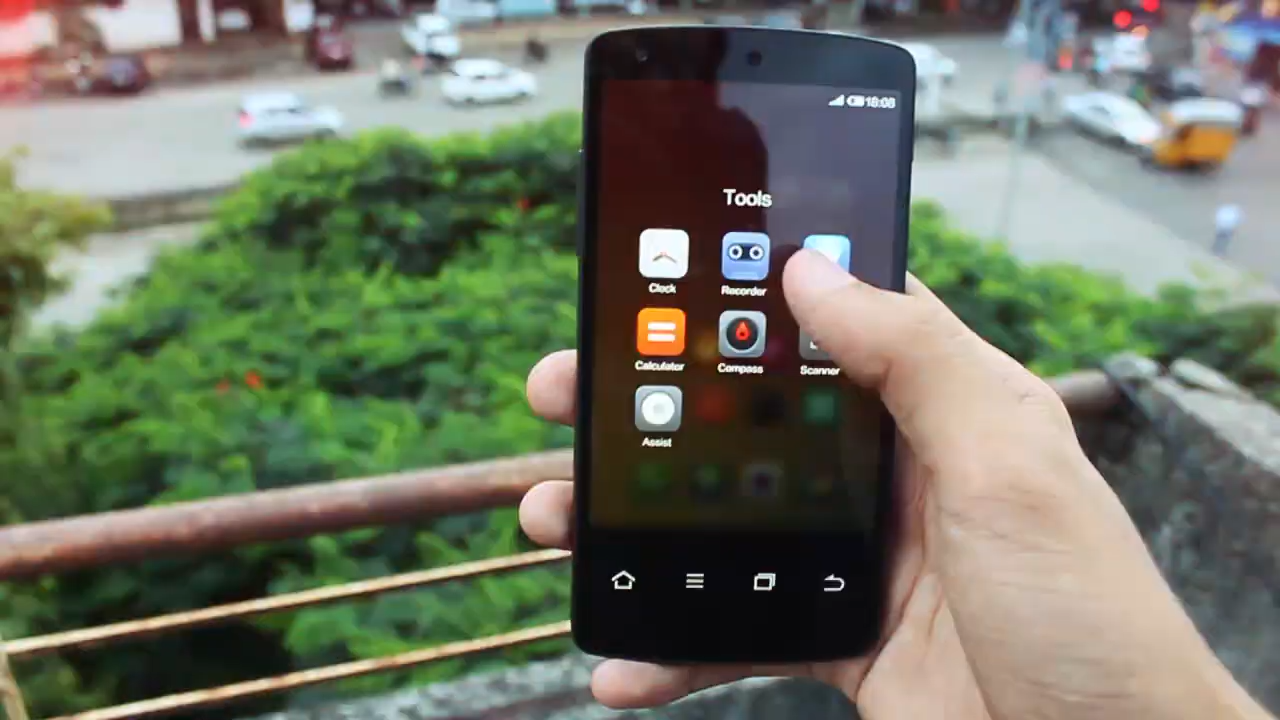 18:08
Tools
Clock
Recorder
Calculator
Compass
Scanner
Assist